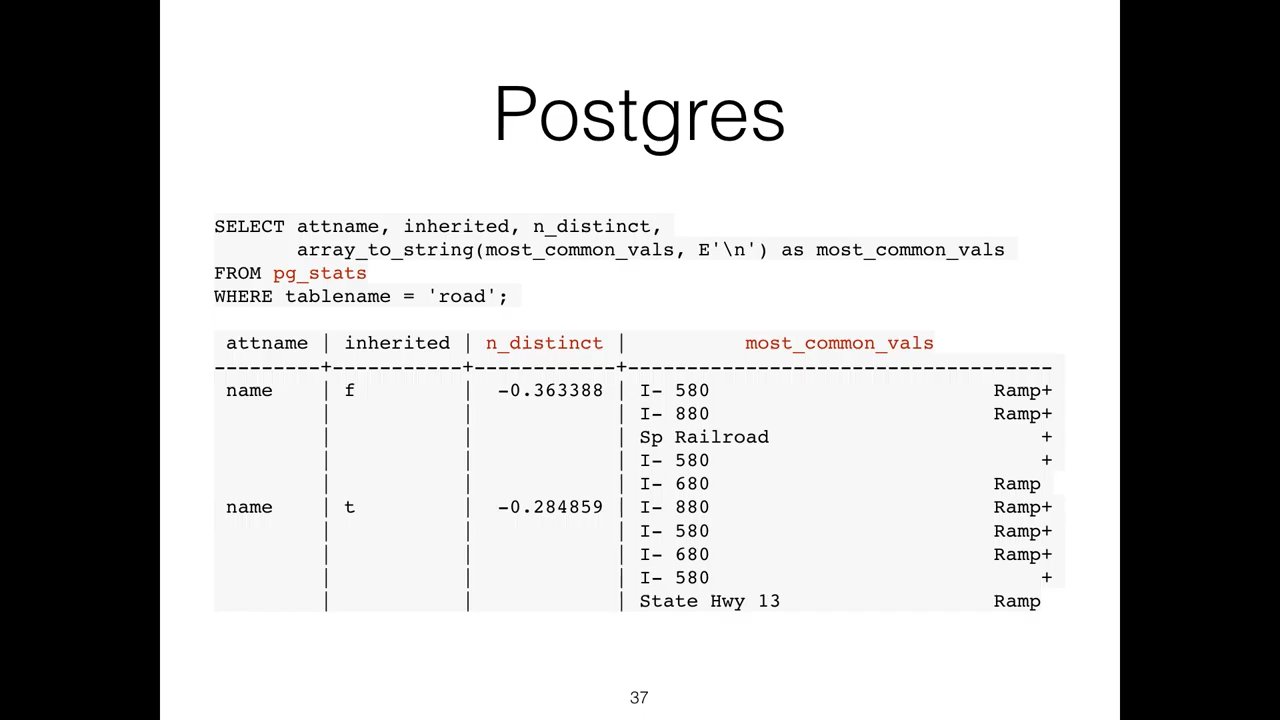 Postgres
SELECT attname, inherited, n_distinct,
       array_to_string(most_common_vals, E'\n') as most_common_vals
FROM pg_stats
WHERE tablename = 'road';
 attname | inherited | n_distinct |          most_common_vals
---------+-----------+------------+------------------------------------
 name    | f         |  -0.363388 | I- 580                        Ramp+
         |           |            | I- 880                        Ramp+
         |           |            | Sp Railroad                       +
         |           |            | I- 580                            +
         |           |            | I- 680                        Ramp
 name    | t         |  -0.284859 | I- 880                        Ramp+
         |           |            | I- 580                        Ramp+
         |           |            | I- 680                        Ramp+
         |           |            | I- 580                            +
         |           |            | State Hwy 13                  Ramp
37